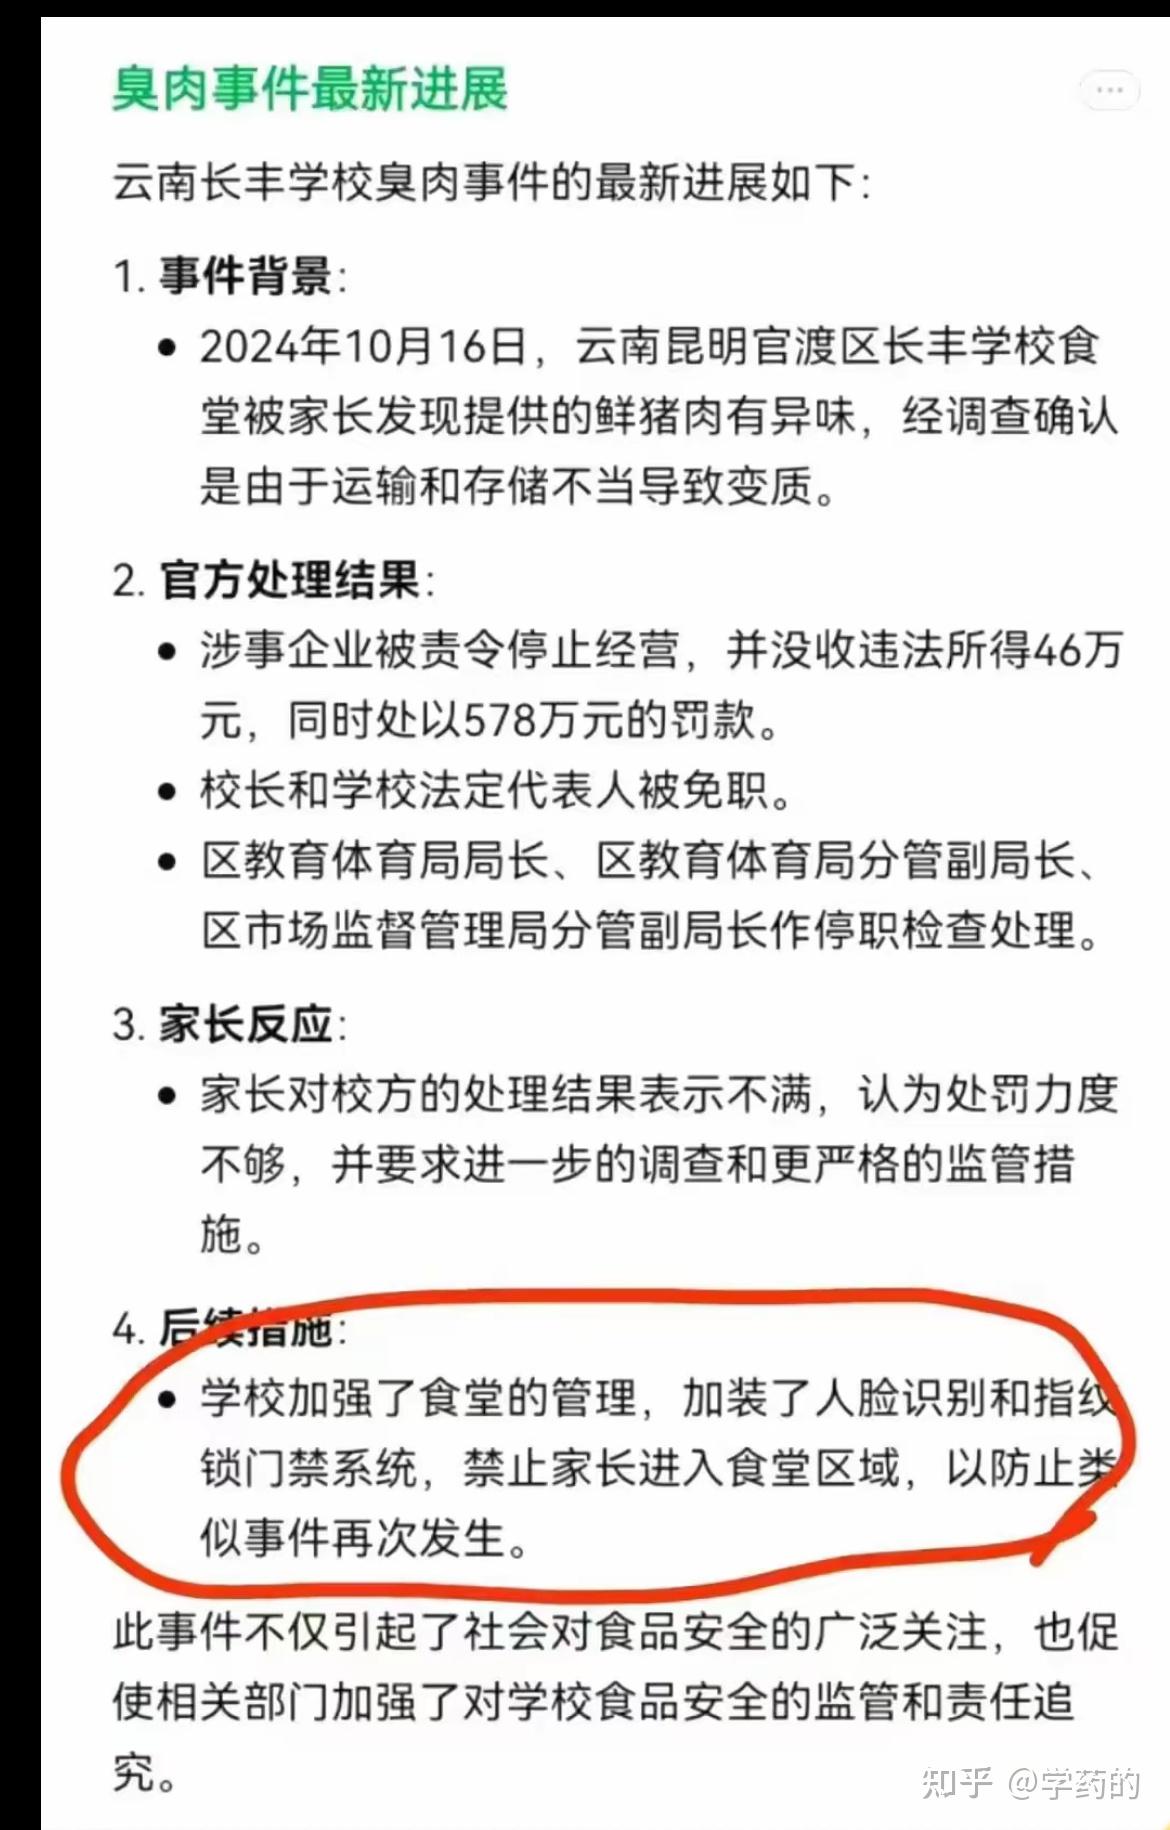 臭肉事件最新进展
云南长丰学校臭肉事件的最新进展如下：
1. 事件背景：
• 2024年10月16日，云南昆明官渡区长丰学校食
堂被家长发现提供的鲜猪肉有异味，经调查确认
是由于运输和存储不当导致变质。
2. 官方处理结果：
• 涉事企业被责令停止经营，并没收违法所得46万
元，同时处以578万元的罚款。
• 校长和学校法定代表人被免职。
• 区教育体育局局长、区教育体育局分管副局长、
区市场监督管理局分管副局长作停职检查处理。
3. 家长反应：
• 家长对校方的处理结果表示不满，认为处罚力度
不够，并要求进一步的调查和更严格的监管措
施。
4. 后续措施：
• 学校加强了食堂的管理，加装了人脸识别和指纹
锁门禁系统，禁止家长进入食堂区域，以防止类
似事件再次发生。
此事件不仅引起了社会对食品安全的广泛关注，也促
使相关部门加强了对学校食品安全的监管和责任追
究。
知乎 @学药的